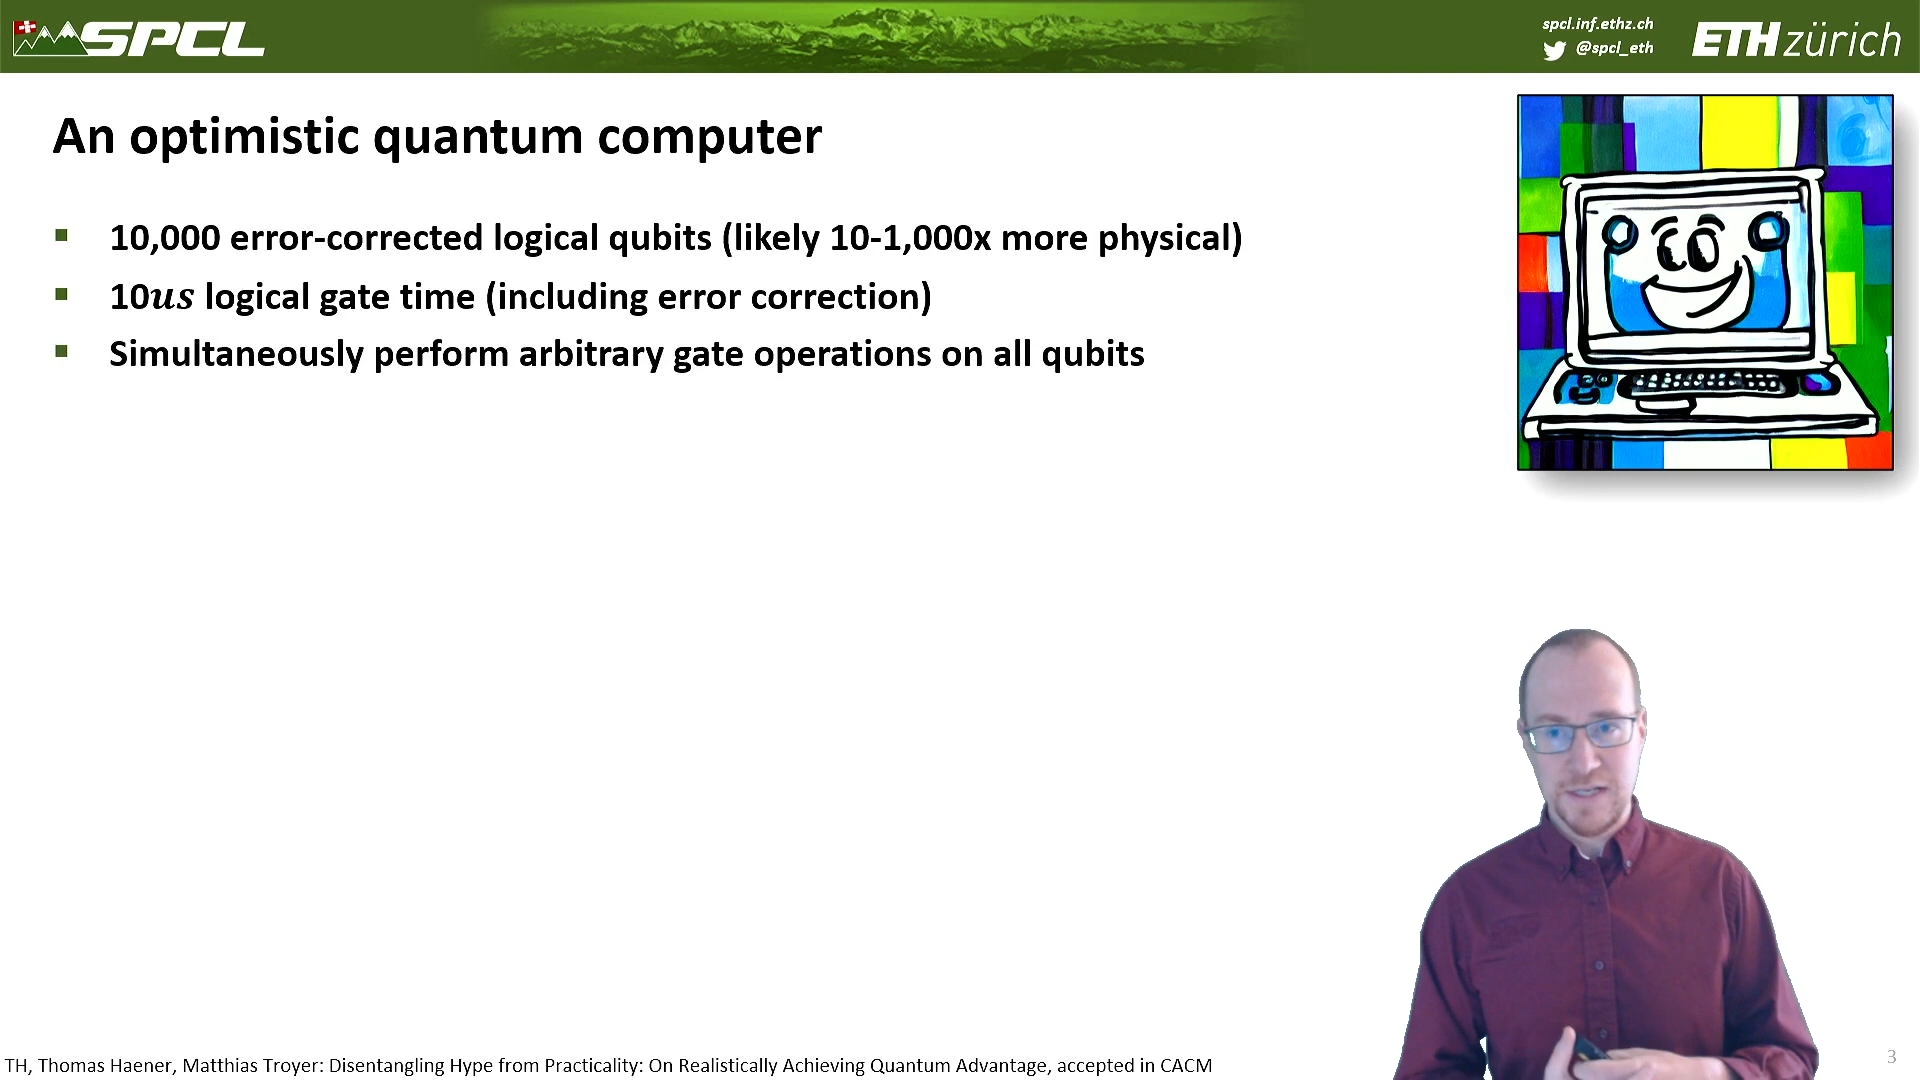 SPCL
spcl.inf.ethz.ch
@spcl_eth
ETH zürich
An optimistic quantum computer
▪ 10,000 error-corrected logical qubits (likely 10-1,000x more physical)
▪ 10us logical gate time (including error correction)
▪ Simultaneously perform arbitrary gate operations on all qubits
TH, Thomas Haener, Matthias Troyer: Disentangling Hype from Practicality: On Realistically Achieving Quantum Advantage, accepted in CACM
3